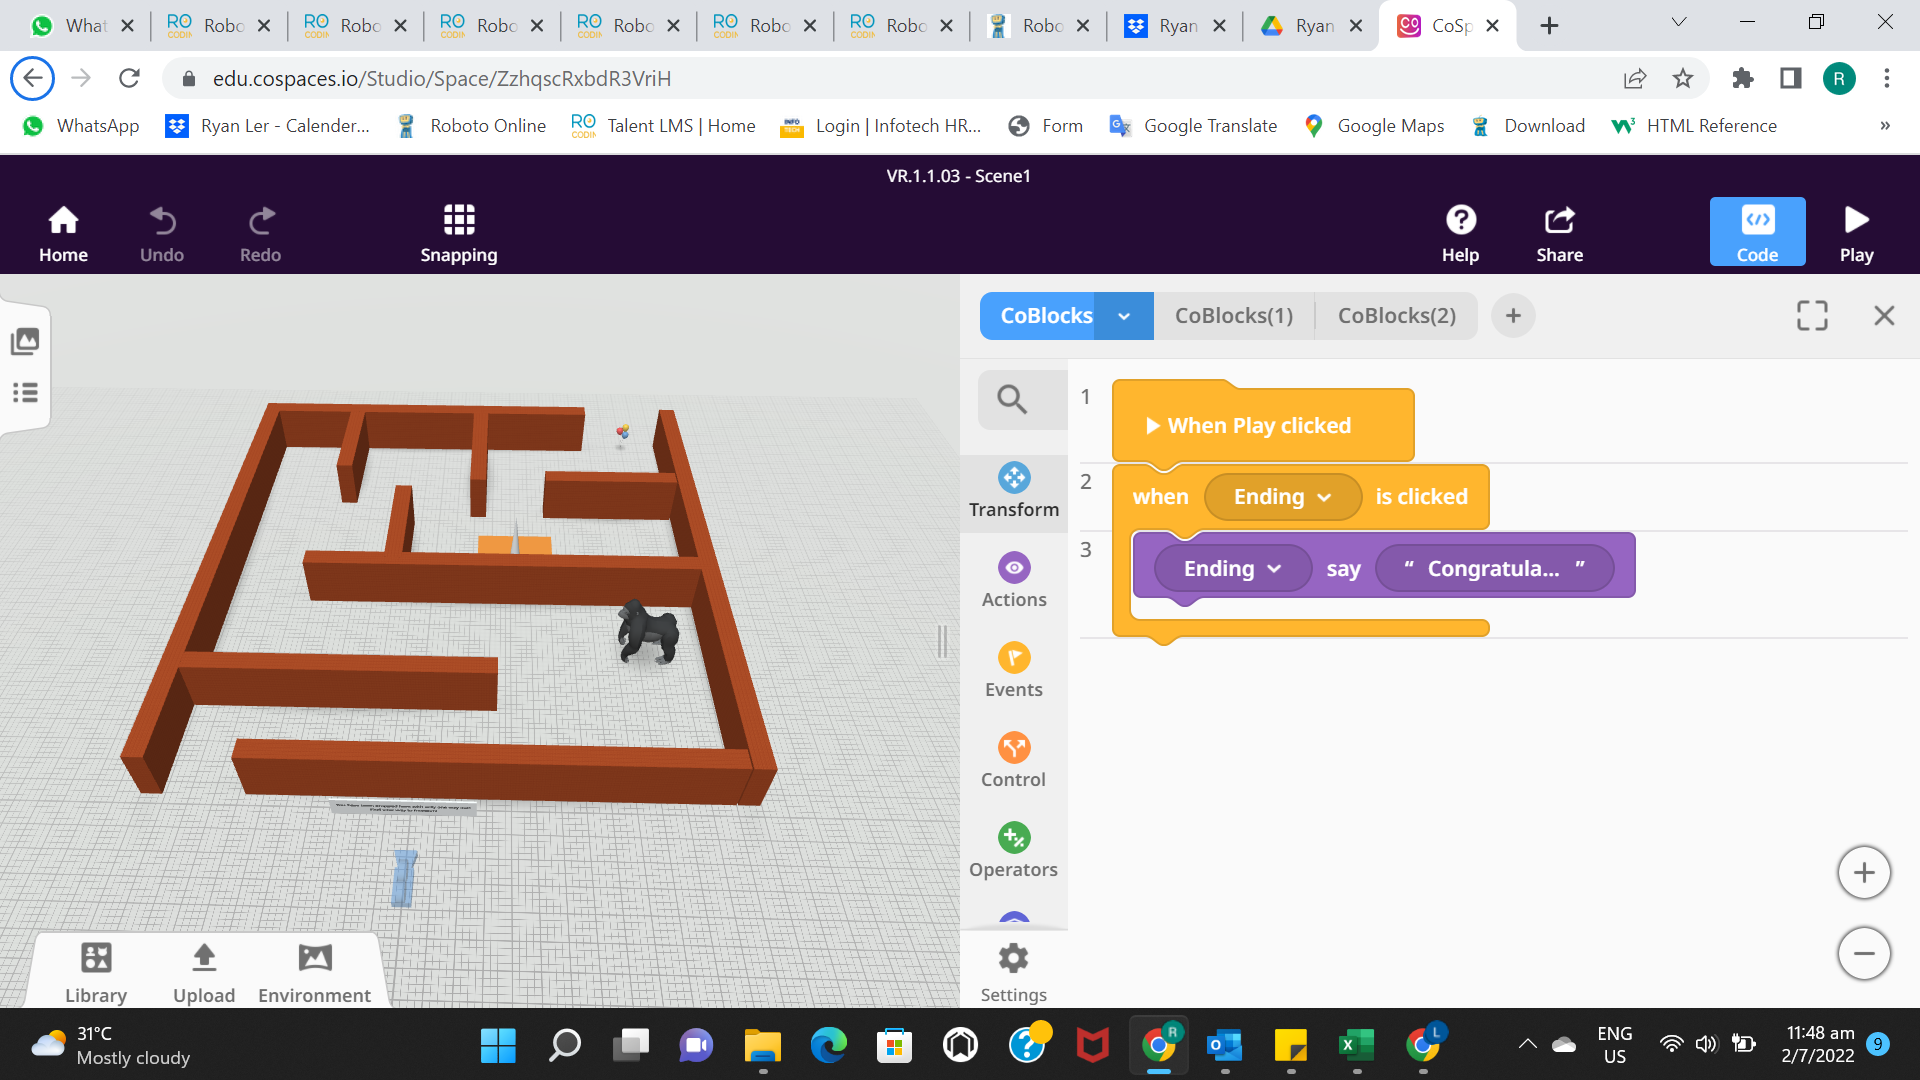 What
Robo
Robo
Robo
Robo
Robo
Robo
Robo
Ryan
Ryan
CoSp
edu.cospaces.io/Studio/Space/ZzhqscRxbdR3VriH
R
WhatsApp
Ryan Ler - Calender...
Roboto Online
Talent LMS | Home
Login | Infotech HR...
Form
Google Translate
Google Maps
Download
HTML Reference
»
VR.1.1.03 - Scene1
Home
Undo
Redo
Snapping
Help
Share
Code
Play
CoBlocks
CoBlocks(1)
CoBlocks(2)
1
When Play clicked
2
when Ending is clicked
3
Ending say “ Congratula... ”
Transform
Actions
Events
Control
Operators
Settings
Library
Upload
Environment
31°C
Mostly cloudy
ENG
US
11:48 am
2/7/2022
9